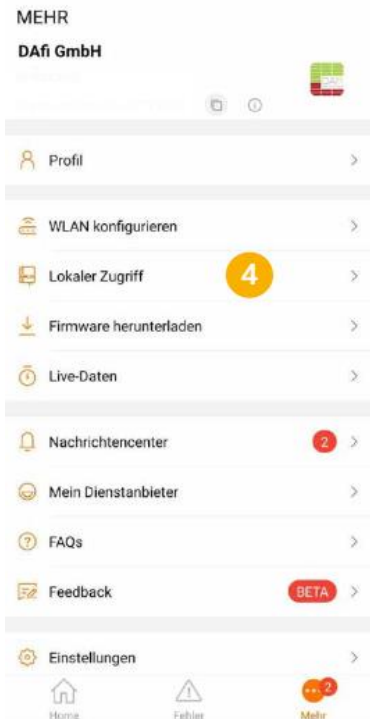 MEHR
DAfi GmbH
Profil
WLAN konfigurieren
Lokaler Zugriff
4
Firmware herunterladen
Live-Daten
Nachrichtencenter
2
Mein Dienstanbieter
FAQs
Feedback
BETA
Einstellungen
2
Home
Fehler
Mehr